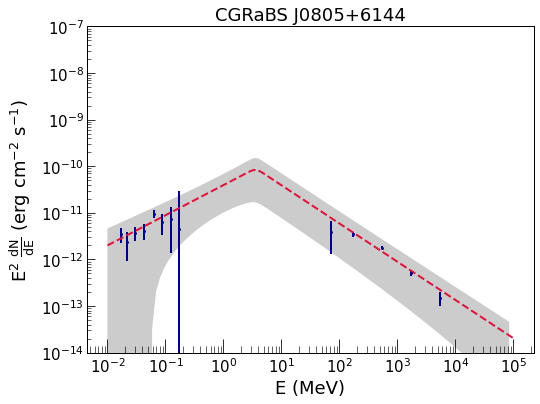 CGRaBS J0805+6144
10⁻⁷
10⁻⁸
10⁻⁹
10⁻¹⁰
10⁻¹¹
10⁻¹²
10⁻¹³
10⁻¹⁴
E² dN/dE (erg cm⁻² s⁻¹)
10⁻² 10⁻¹ 10⁰ 10¹ 10² 10³ 10⁴ 10⁵
E (MeV)